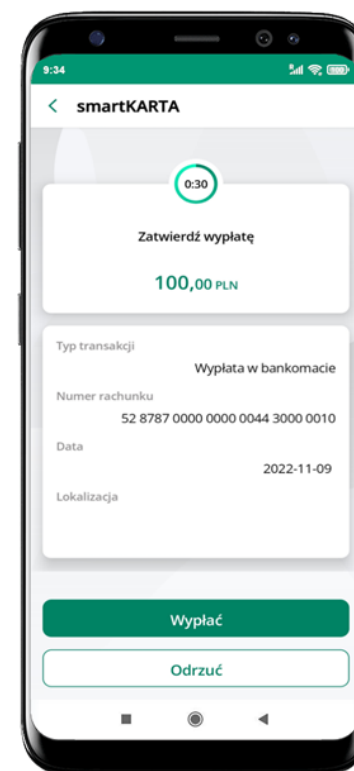 9:34
smartKARTA
0:30
Zatwierdź wypłatę
100,00 PLN
Typ transakcji
Wypłata w bankomacie
Numer rachunku
52 8787 0000 0000 0044 3000 0010
Data
2022-11-09
Lokalizacja
Wypłać
Odrzuć